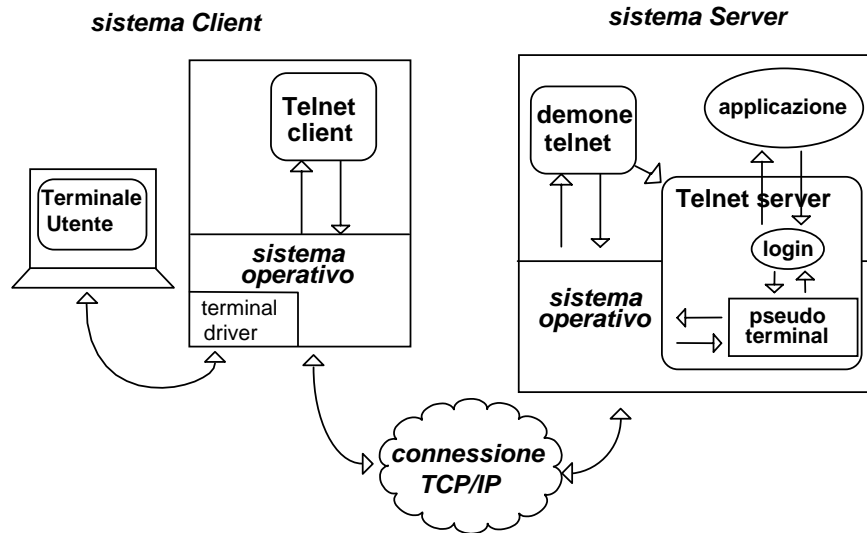 sistema Client
sistema Server
Telnet
client
demone
telnet
applicazione
Terminale
Utente
Telnet server
login
sistema
operativo
terminal
driver
sistema
operativo
pseudo
terminal
connessione
TCP/IP